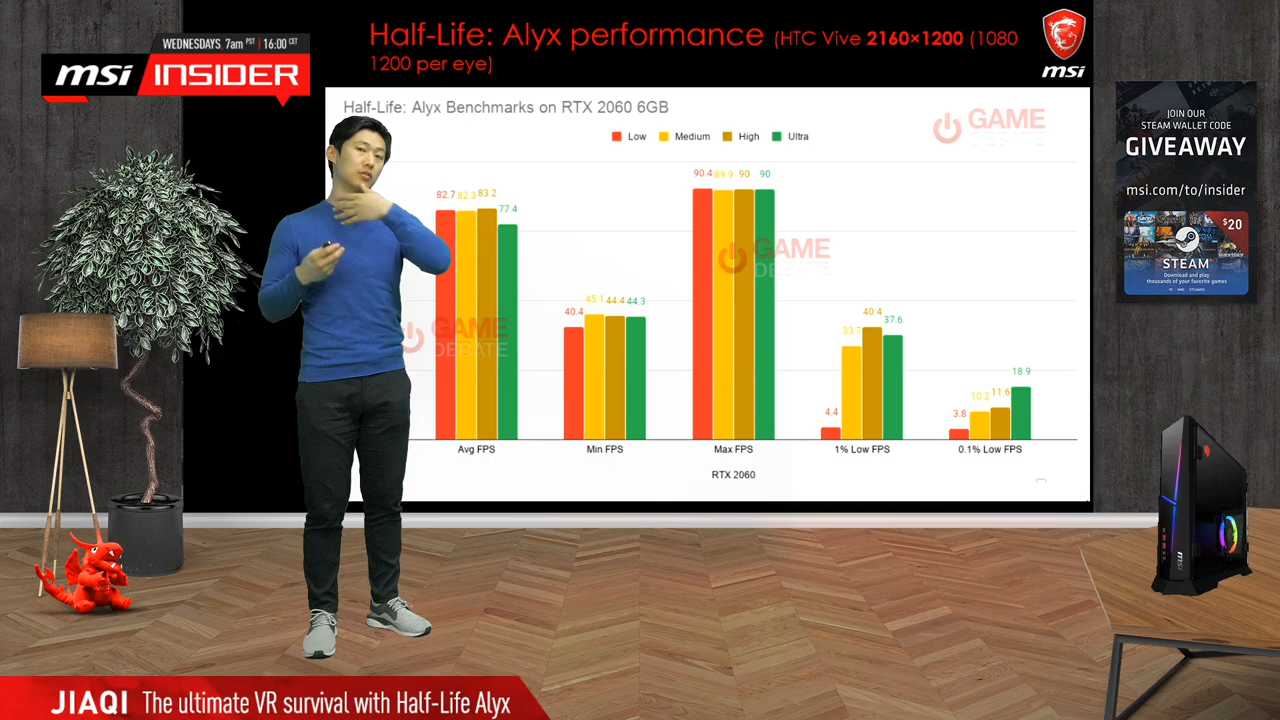 WEDNESDAYS, 7am PST | 16:00 CET
msi INSIDER
Half-Life: Alyx performance (HTC Vive 2160×1200 (1080
1200 per eye)
msi
Half-Life: Alyx Benchmarks on RTX 2060 6GB
Low Medium High Ultra
GAME
DEBATE
82.7 82.3 83.2 77.4
40.4 45.1 44.4 44.3
90.4 89.9 90 90
4.4 33.7 40.4 37.6
3.8 10.2 11.6 18.9
GAME
DEBATE
GAME
DEBATE
Avg FPS Min FPS Max FPS 1% Low FPS 0.1% Low FPS
RTX 2060
JOIN OUR
STEAM WALLET CODE
GIVEAWAY
msi.com/to/insider
$20
STEAM
Download and play
thousands of your favorite games
msi
JIAQI The ultimate VR survival with Half-Life Alyx